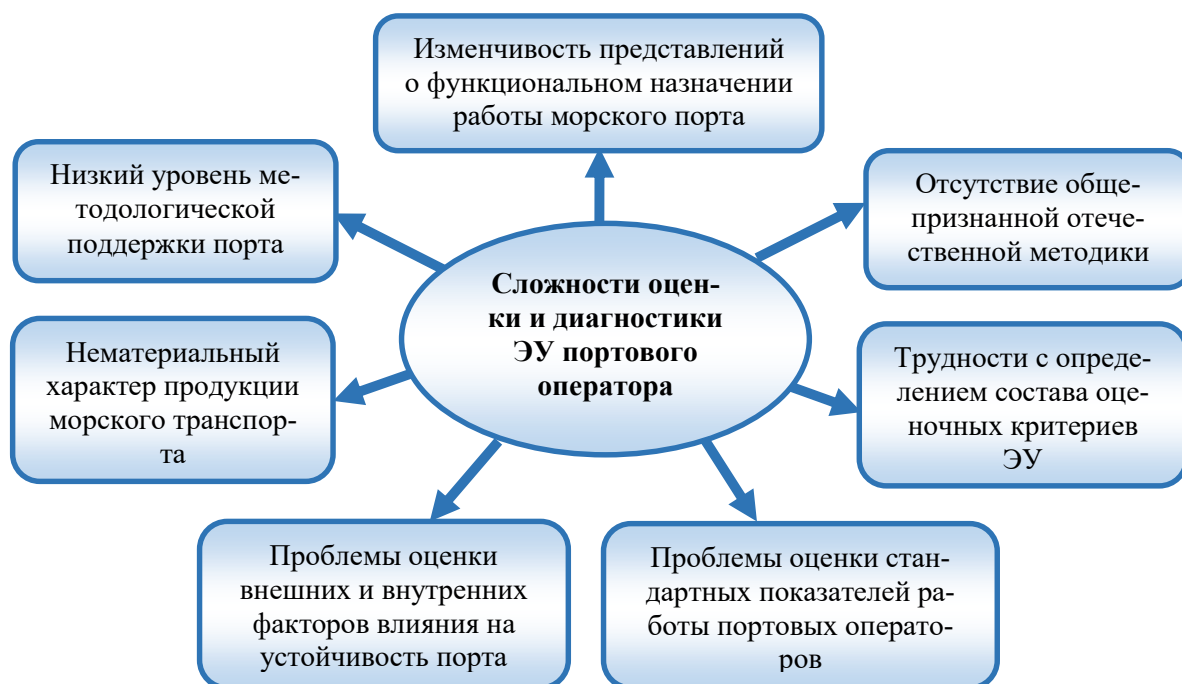 Изменчивость представлений
о функциональном назначении
работы морского порта
Низкий уровень ме-
тодологической
поддержки порта
Отсутствие обще-
признанной отече-
ственной методики
Сложности оцен-
ки и диагностики
ЭУ портового
оператора
Нематериальный
характер продукции
морского транспор-
та
Трудности с опреде-
лением состава оце-
ночных критериев
ЭУ
Проблемы оценки
внешних и внутренних
факторов влияния на
устойчивость порта
Проблемы оценки стан-
дартных показателей ра-
боты портовых операто-
ров